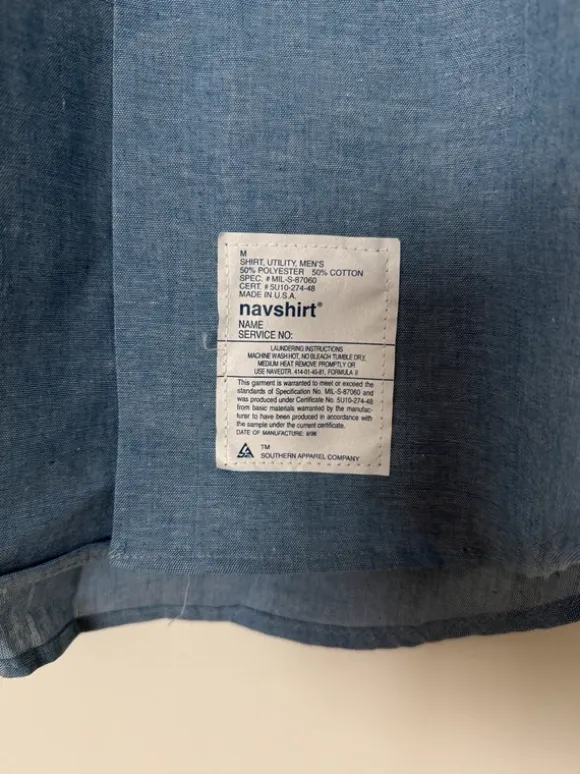 M
SHIRT, UTILITY, MEN'S
50% POLYESTER 50% COTTON
SPEC. # MIL-S-87060
CERT. # 5U10-274-48
MADE IN U.S.A.
navshirt®
NAME
SERVICE NO:
LAUNDERING INSTRUCTIONS
MACHINE WASH HOT, NO BLEACH TUMBLE DRY,
MEDIUM HEAT REMOVE PROMPTLY OR
USE NAVEDTR. 414-01-45-81, FORMULA II
This garment is warranted to meet or exceed the
standards of Specification No. MIL-S-87060 and
was produced under Certificate No. 5U10-274-48
from basic materials warranted by the manufac-
turer to have been produced in accordance with
the sample under the current certificate.
DATE OF MANUFACTURE:
TM
SOUTHERN APPAREL COMPANY